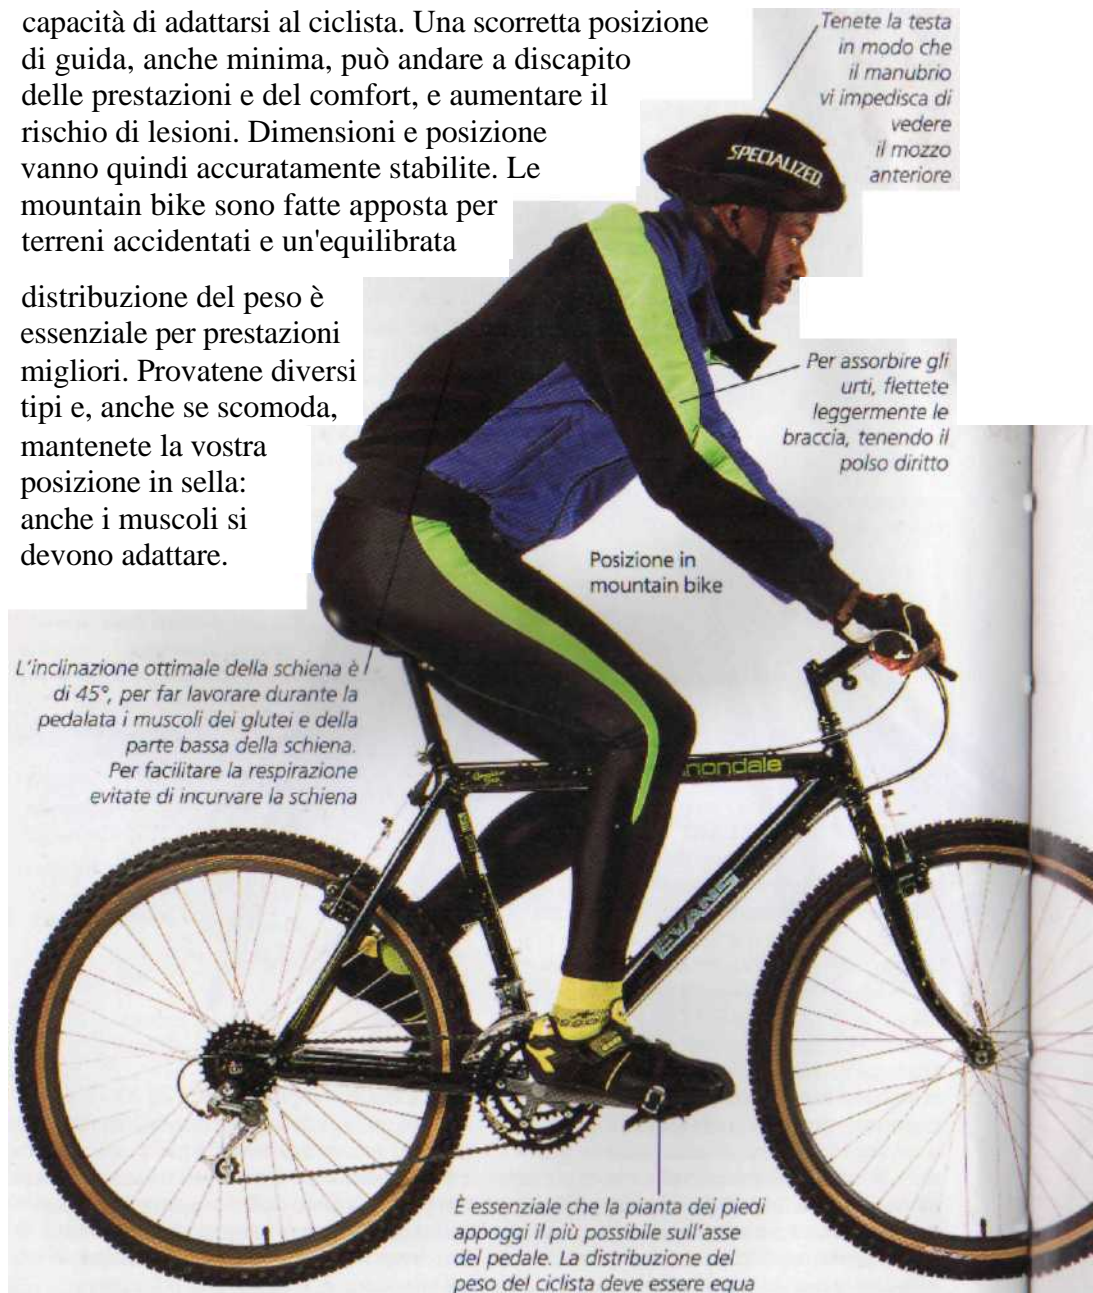 capacità di adattarsi al ciclista. Una scorretta posizione
di guida, anche minima, può andare a discapito
delle prestazioni e del comfort, e aumentare il
rischio di lesioni. Dimensioni e posizione
vanno quindi accuratamente stabilite. Le
mountain bike sono fatte apposta per
terreni accidentati e un'equilibrata
distribuzione del peso è
essenziale per prestazioni
migliori. Provatene diversi
tipi e, anche se scomoda,
mantenete la vostra
posizione in sella:
anche i muscoli si
devono adattare.
Tenete la testa
in modo che
il manubrio
vi impedisca di
vedere
il mozzo
anteriore
SPECIALIZED
Per assorbire gli
urti, flettete
leggermente le
braccia, tenendo il
polso diritto
Posizione in
mountain bike
L'inclinazione ottimale della schiena è
di 45°, per far lavorare durante la
pedalata i muscoli dei glutei e della
parte bassa della schiena.
Per facilitare la respirazione
evitate di incurvare la schiena
nondale
EVANS
È essenziale che la pianta dei piedi
appoggi il più possibile sull'asse
del pedale. La distribuzione del
peso del ciclista deve essere equa